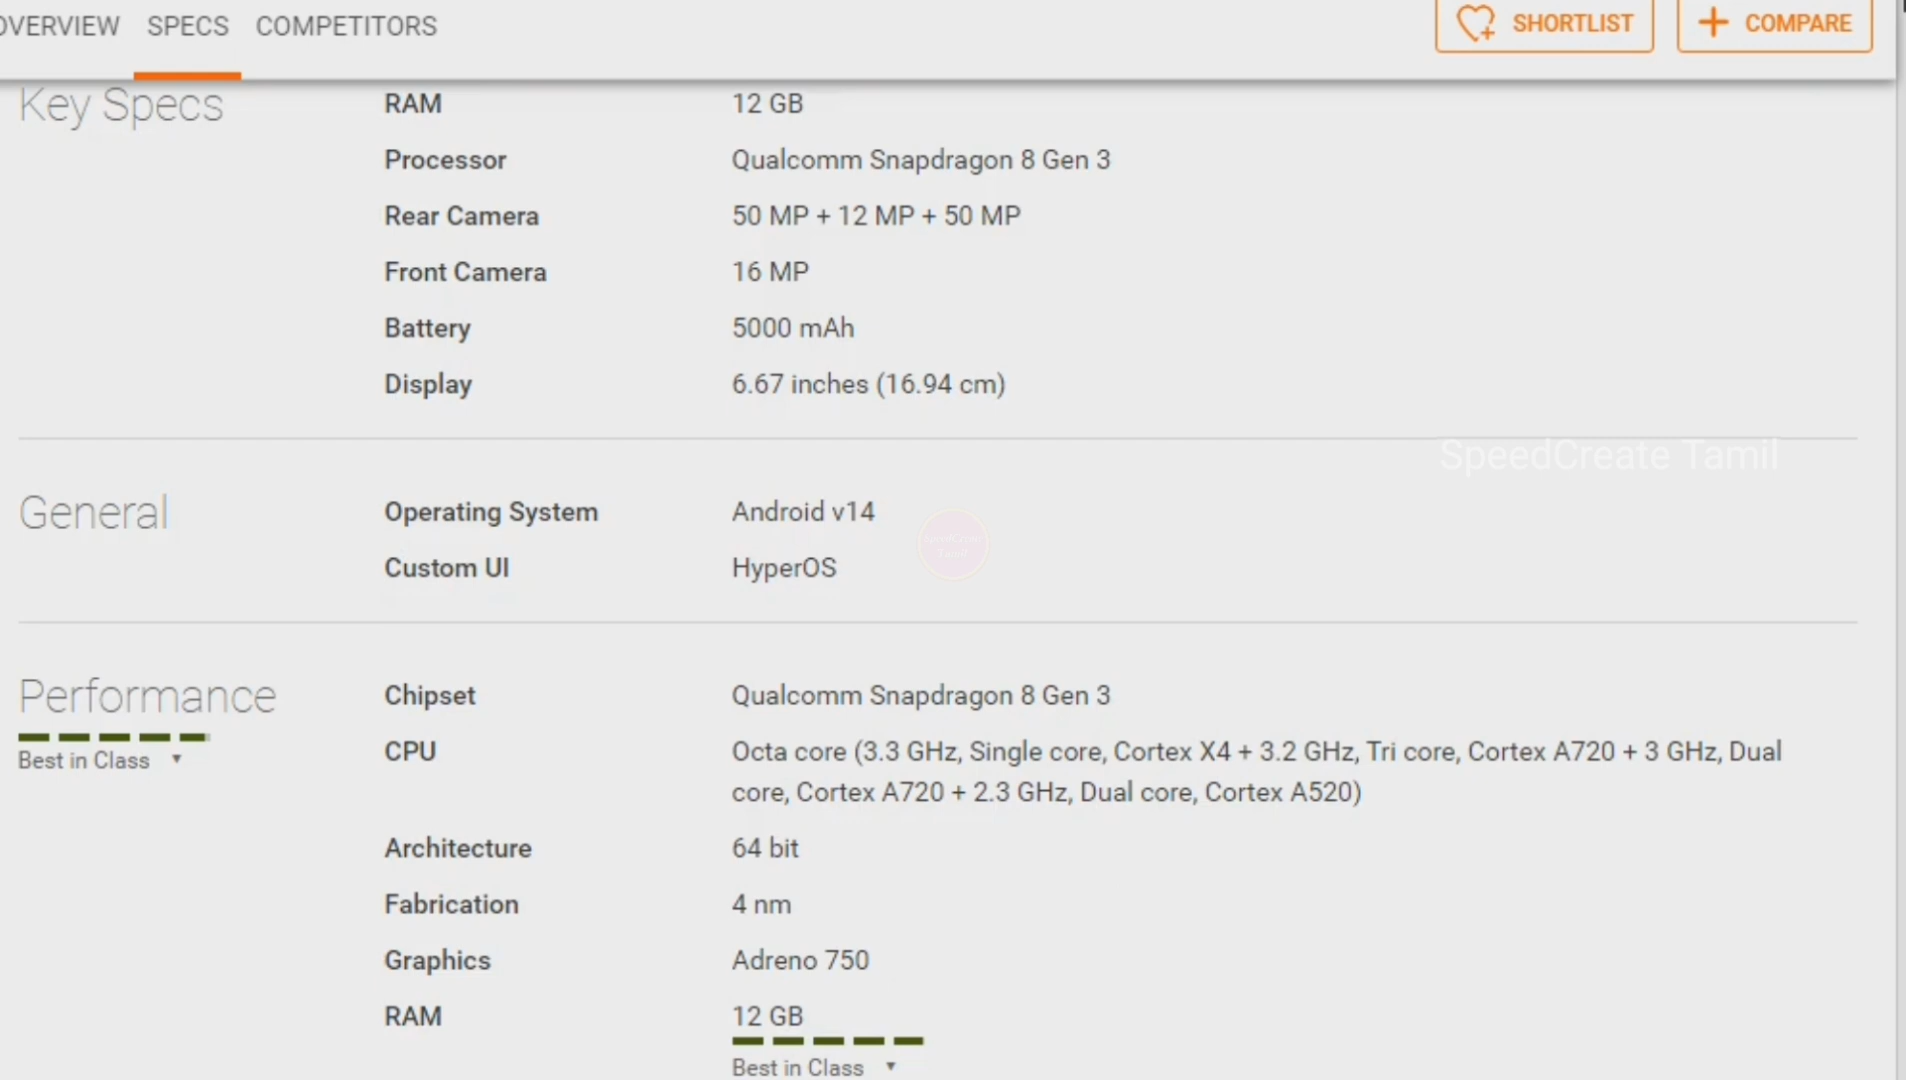 OVERVIEW SPECS COMPETITORS SHORTLIST COMPARE
Key Specs RAM 12 GB
Processor Qualcomm Snapdragon 8 Gen 3
Rear Camera 50 MP + 12 MP + 50 MP
Front Camera 16 MP
Battery 5000 mAh
Display 6.67 inches (16.94 cm)
SpeedCreate Tamil
General Operating System Android v14
Custom UI HyperOS
Performance Chipset Qualcomm Snapdragon 8 Gen 3
Best in Class CPU Octa core (3.3 GHz, Single core, Cortex X4 + 3.2 GHz, Tri core, Cortex A720 + 3 GHz, Dual
core, Cortex A720 + 2.3 GHz, Dual core, Cortex A520)
Architecture 64 bit
Fabrication 4 nm
Graphics Adreno 750
RAM 12 GB
Best in Class